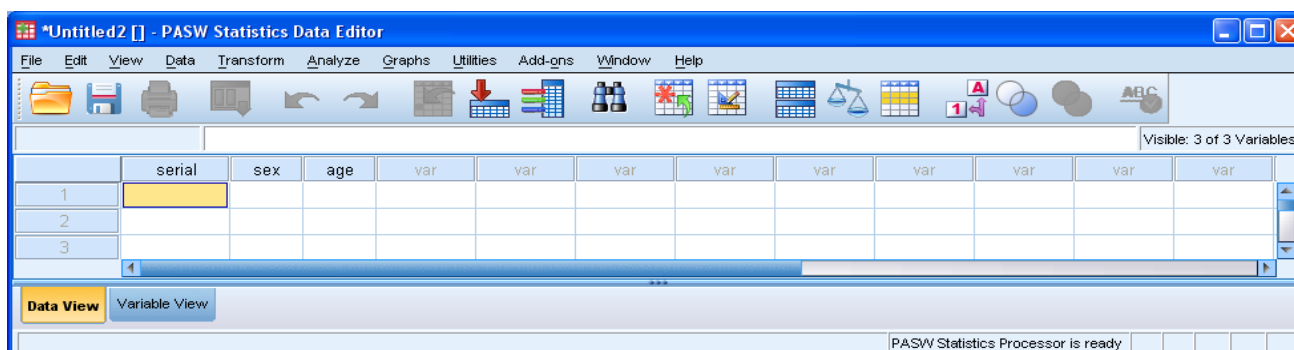 *Untitled2 [] - PASW Statistics Data Editor
File Edit View Data Transform Analyze Graphs Utilities Add-ons Window Help
A
1
ABC
Visible: 3 of 3 Variables
serial sex age var var var var var var var var var
1
2
3
Data View Variable View
PASW Statistics Processor is ready